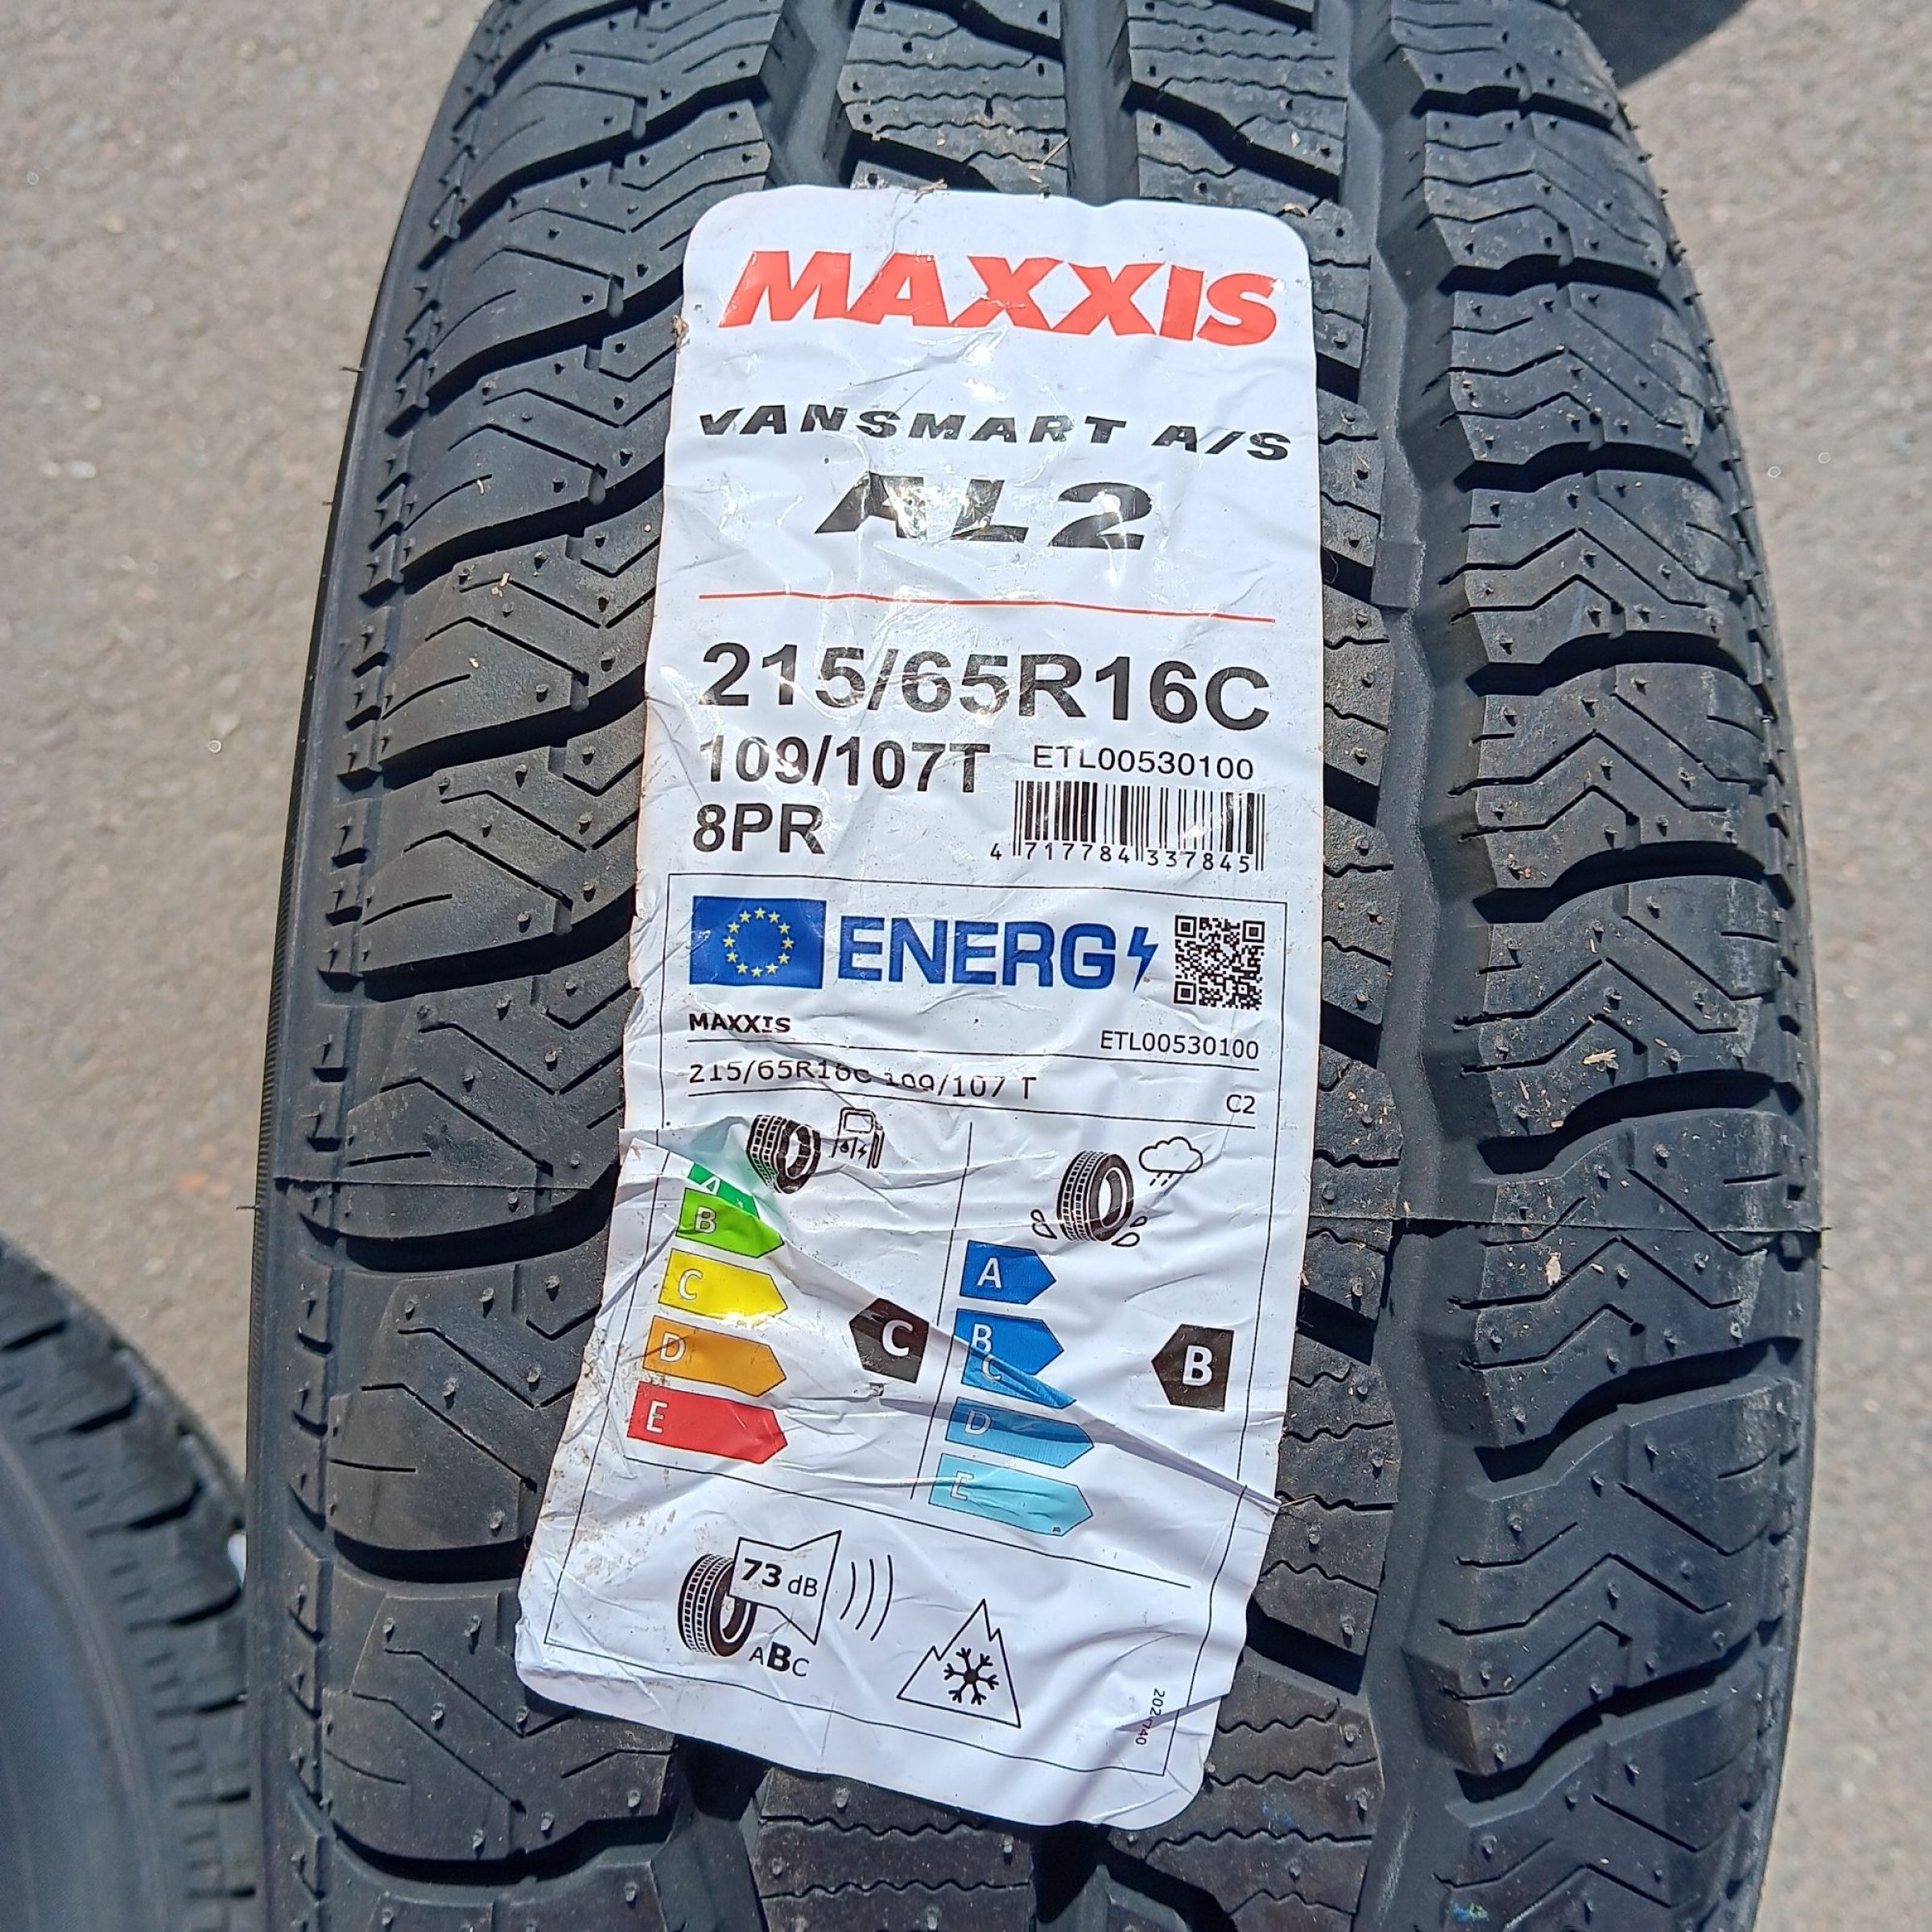 MAXXIS
VANSMART A/S
AL2
215/65R16C
109/107T ETL00530100
8PR
4 717784 337845
ENERG
MAXXIS
ETL00530100
215/65R16C 109/107 T
C2
A
B
C
D
E
C
A
B
C
D
E
B
73 dB
ABC